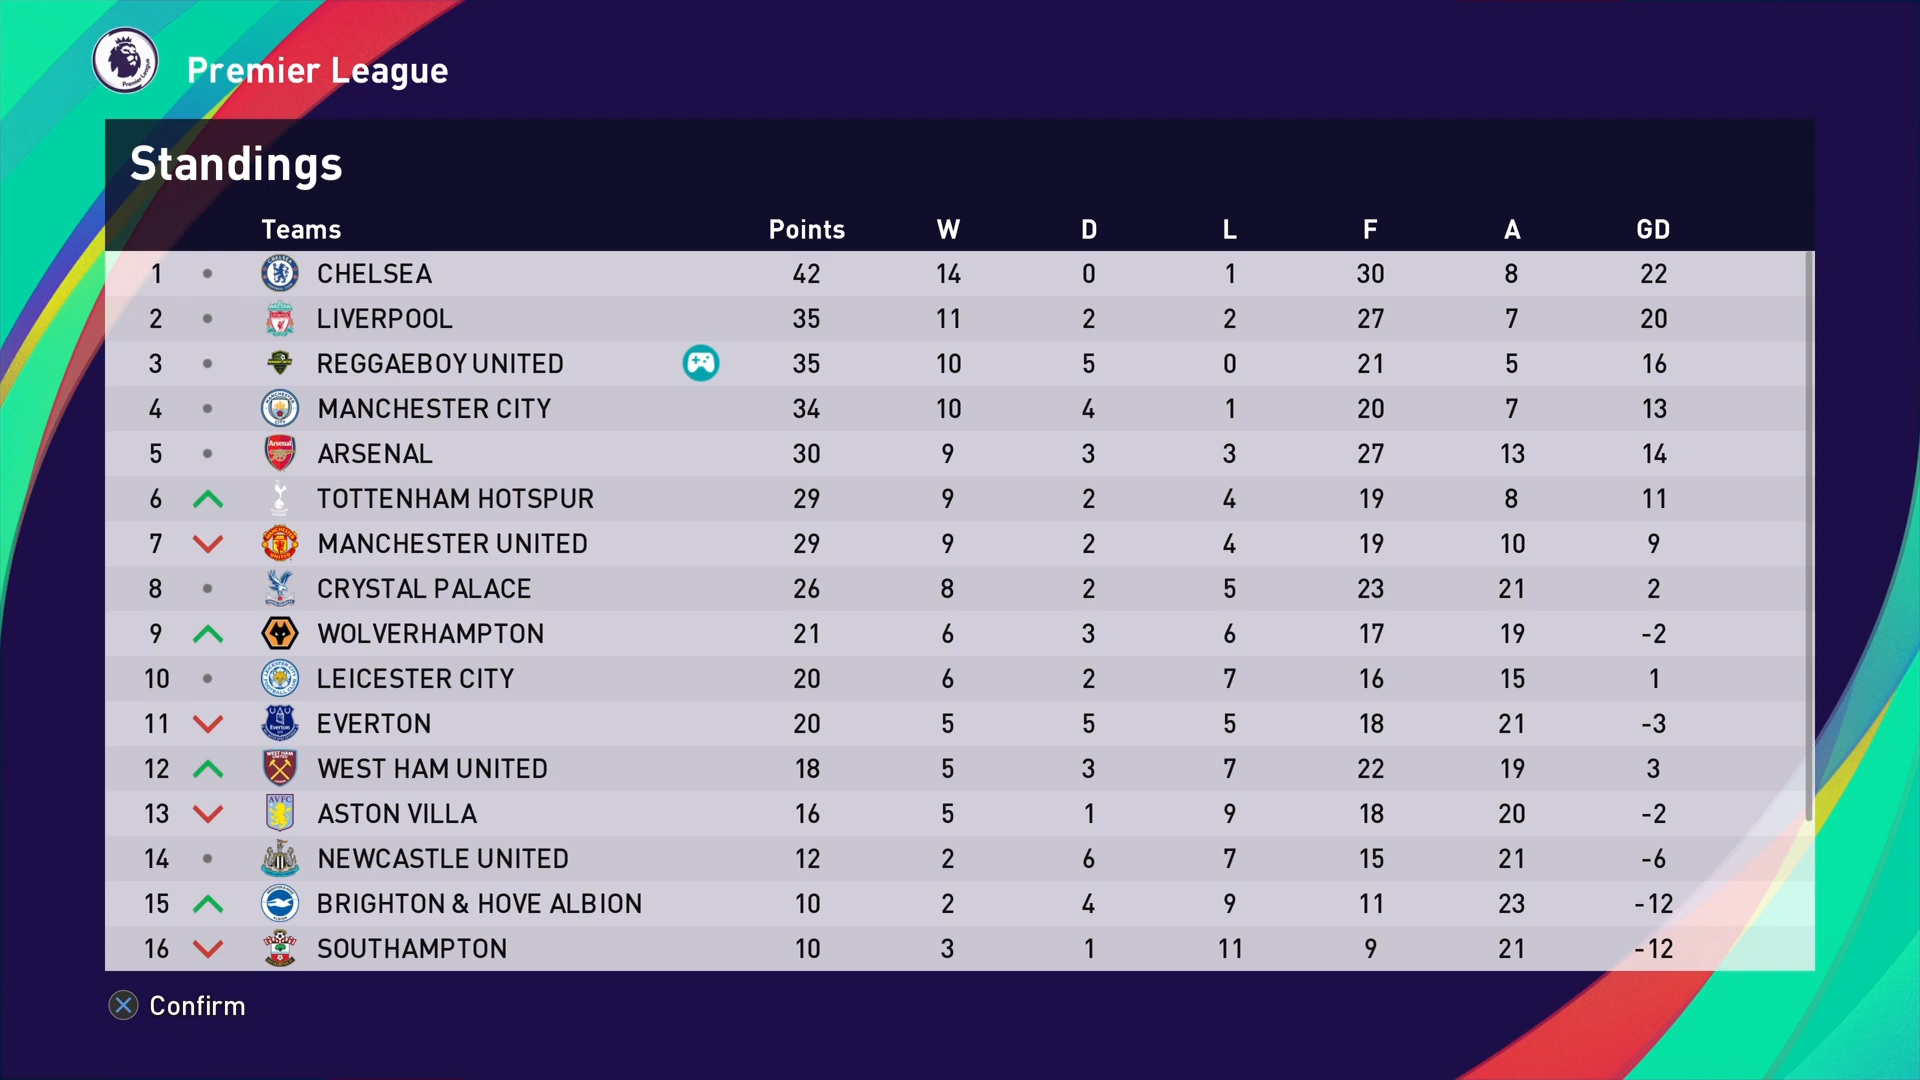 Premier League
Standings
Teams Points W D L F A GD
1 CHELSEA 42 14 0 1 30 8 22
2 LIVERPOOL 35 11 2 2 27 7 20
3 REGGAEBOY UNITED 35 10 5 0 21 5 16
4 MANCHESTER CITY 34 10 4 1 20 7 13
5 ARSENAL 30 9 3 3 27 13 14
6 TOTTENHAM HOTSPUR 29 9 2 4 19 8 11
7 MANCHESTER UNITED 29 9 2 4 19 10 9
8 CRYSTAL PALACE 26 8 2 5 23 21 2
9 WOLVERHAMPTON 21 6 3 6 17 19 -2
10 LEICESTER CITY 20 6 2 7 16 15 1
11 EVERTON 20 5 5 5 18 21 -3
12 WEST HAM UNITED 18 5 3 7 22 19 3
13 ASTON VILLA 16 5 1 9 18 20 -2
14 NEWCASTLE UNITED 12 2 6 7 15 21 -6
15 BRIGHTON & HOVE ALBION 10 2 4 9 11 23 -12
16 SOUTHAMPTON 10 3 1 11 9 21 -12
Confirm